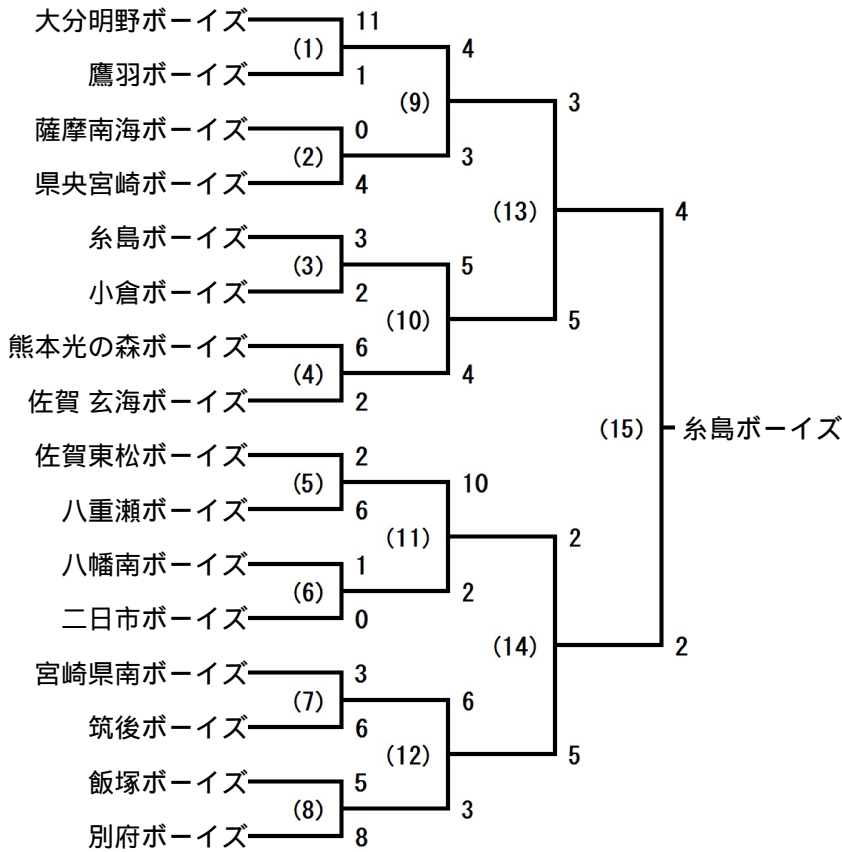 大分明野ボーイズ 11
(1) 4
鷹羽ボーイズ 1
(9) 3
薩摩南海ボーイズ 0
(2) 3
県央宮崎ボーイズ 4
(13) 4
糸島ボーイズ 3
(3) 5
小倉ボーイズ 2
(10) 5
熊本光の森ボーイズ 6
(4) 4
佐賀 玄海ボーイズ 2
(15) 糸島ボーイズ
佐賀東松ボーイズ 2
(5) 10
八重瀬ボーイズ 6
(11) 2
八幡南ボーイズ 1
(6) 2
二日市ボーイズ 0
(14) 2
宮崎県南ボーイズ 3
(7) 6
筑後ボーイズ 6
(12) 5
飯塚ボーイズ 5
(8) 3
別府ボーイズ 8